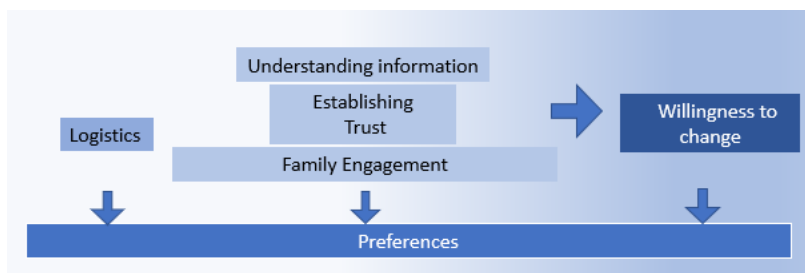 Understanding information
Establishing
Trust
Logistics
Family Engagement
Willingness to
change
Preferences